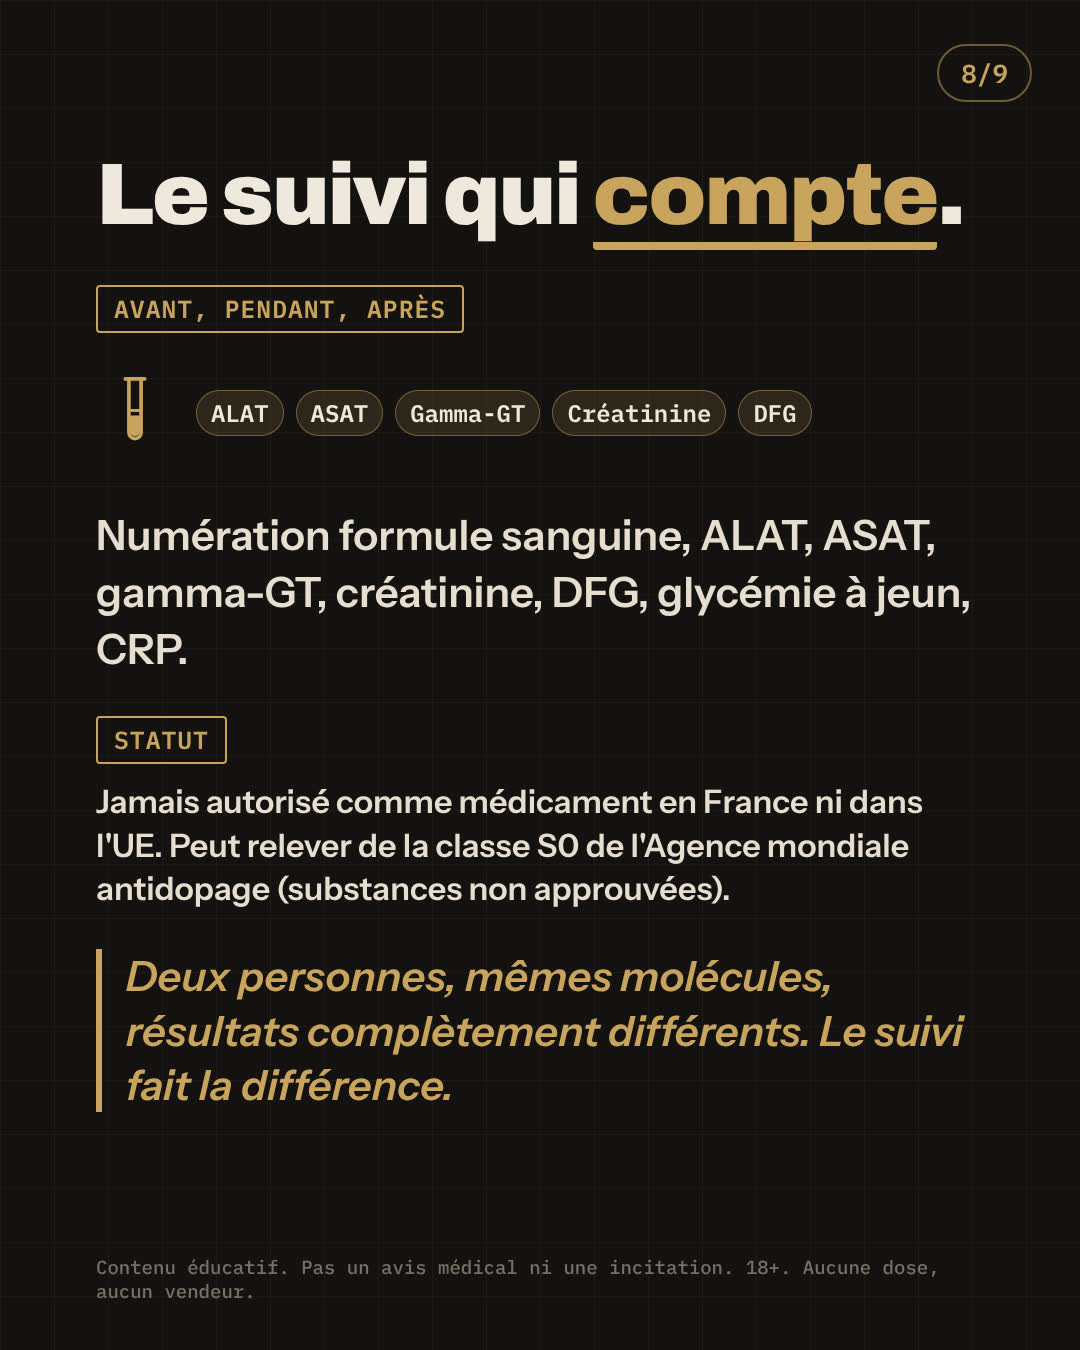 8/9
Le suivi qui compte.
AVANT, PENDANT, APRÈS
ALAT ASAT Gamma-GT Créatinine DFG
Numération formule sanguine, ALAT, ASAT,
gamma-GT, créatinine, DFG, glycémie à jeun,
CRP.
STATUT
Jamais autorisé comme médicament en France ni dans
l'UE. Peut relever de la classe S0 de l'Agence mondiale
antidopage (substances non approuvées).
Deux personnes, mêmes molécules,
résultats complètement différents. Le suivi
fait la différence.
Contenu éducatif. Pas un avis médical ni une incitation. 18+. Aucune dose,
aucun vendeur.